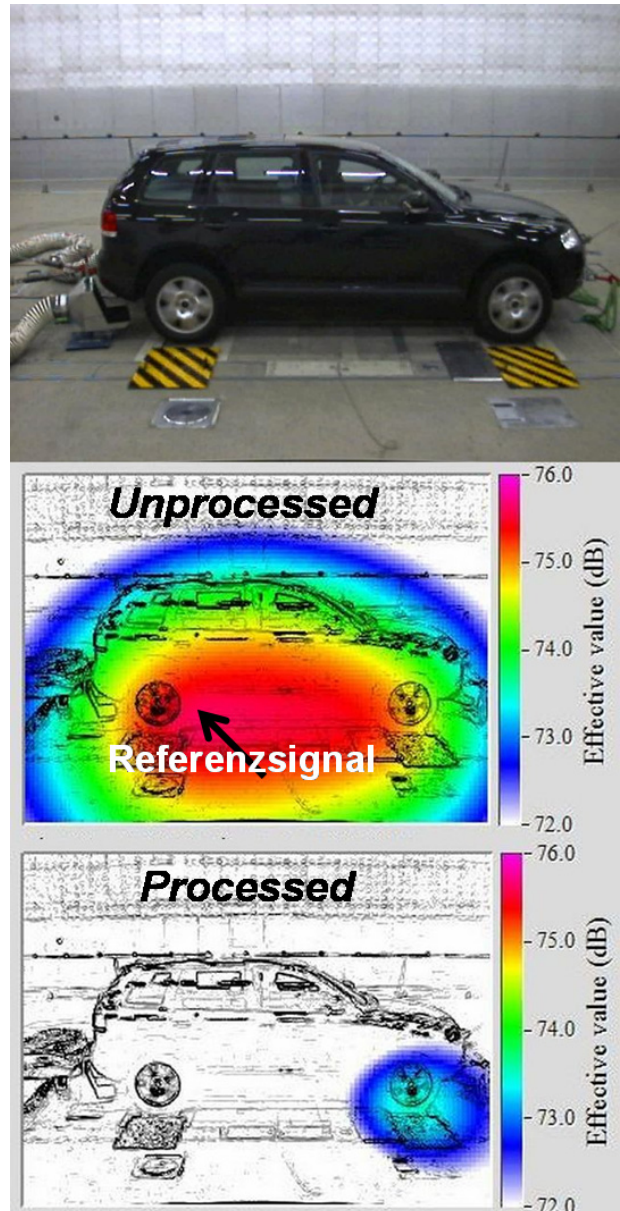 Unprocessed
76.0
75.0
74.0
73.0
72.0
Effective value (dB)
Referenzsignal
Processed
76.0
75.0
74.0
73.0
72.0
Effective value (dB)